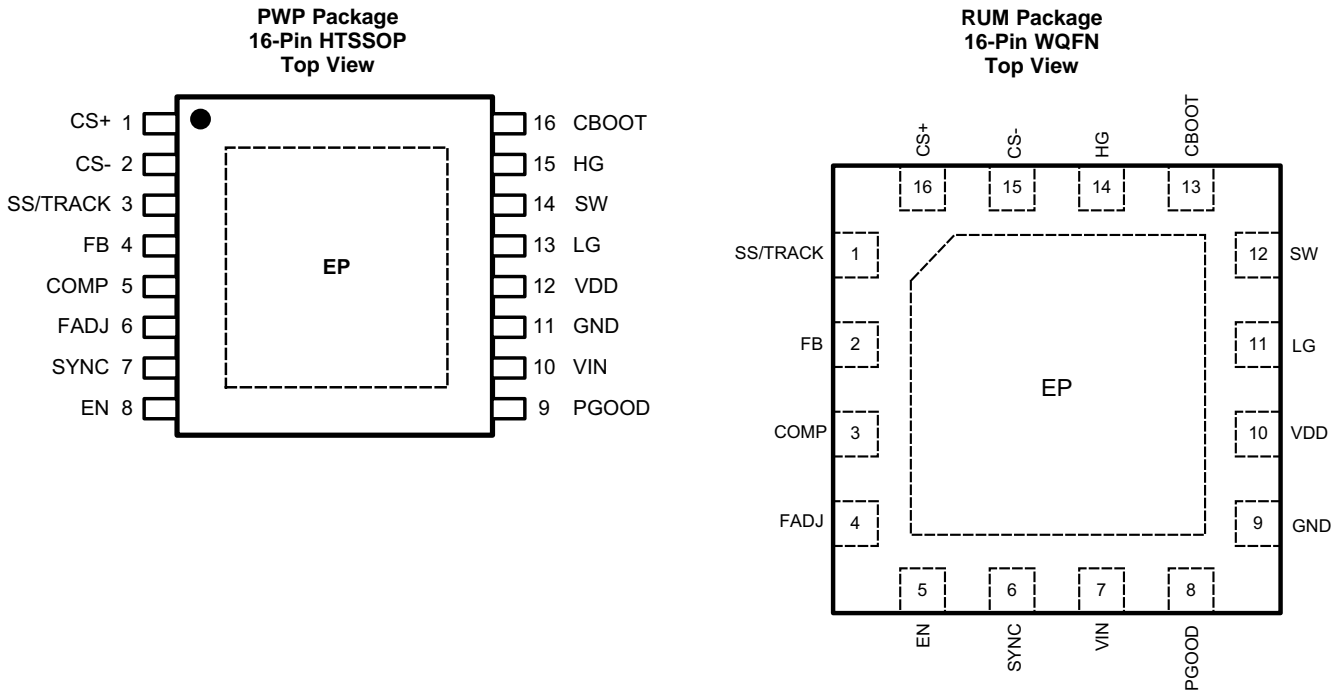 PWP Package
16-Pin HTSSOP
Top View
CS+ 1
CS- 2
SS/TRACK 3
FB 4
COMP 5
FADJ 6
SYNC 7
EN 8
EP
16 CBOOT
15 HG
14 SW
13 LG
12 VDD
11 GND
10 VIN
9 PGOOD
RUM Package
16-Pin WQFN
Top View
CS+
CS-
HG
CBOOT
16
15
14
13
SS/TRACK 1
FB 2
COMP 3
FADJ 4
EP
12 SW
11 LG
10 VDD
9 GND
5
6
7
8
EN
SYNC
VIN
PGOOD